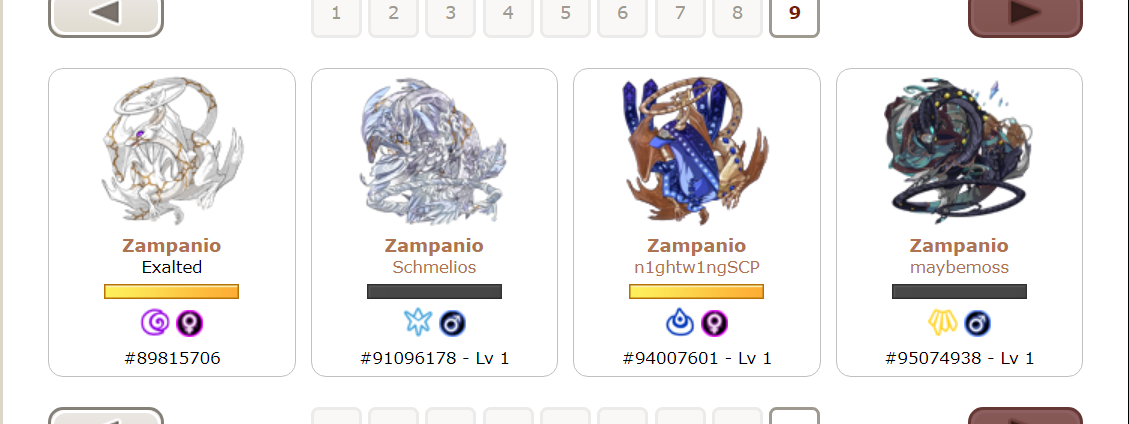 1 2 3 4 5 6 7 8 9
Zampanio Zampanio Zampanio Zampanio
Exalted Schmelios n1ghtw1ngSCP maybemoss
#89815706 #91096178 - Lv 1 #94007601 - Lv 1 #95074938 - Lv 1